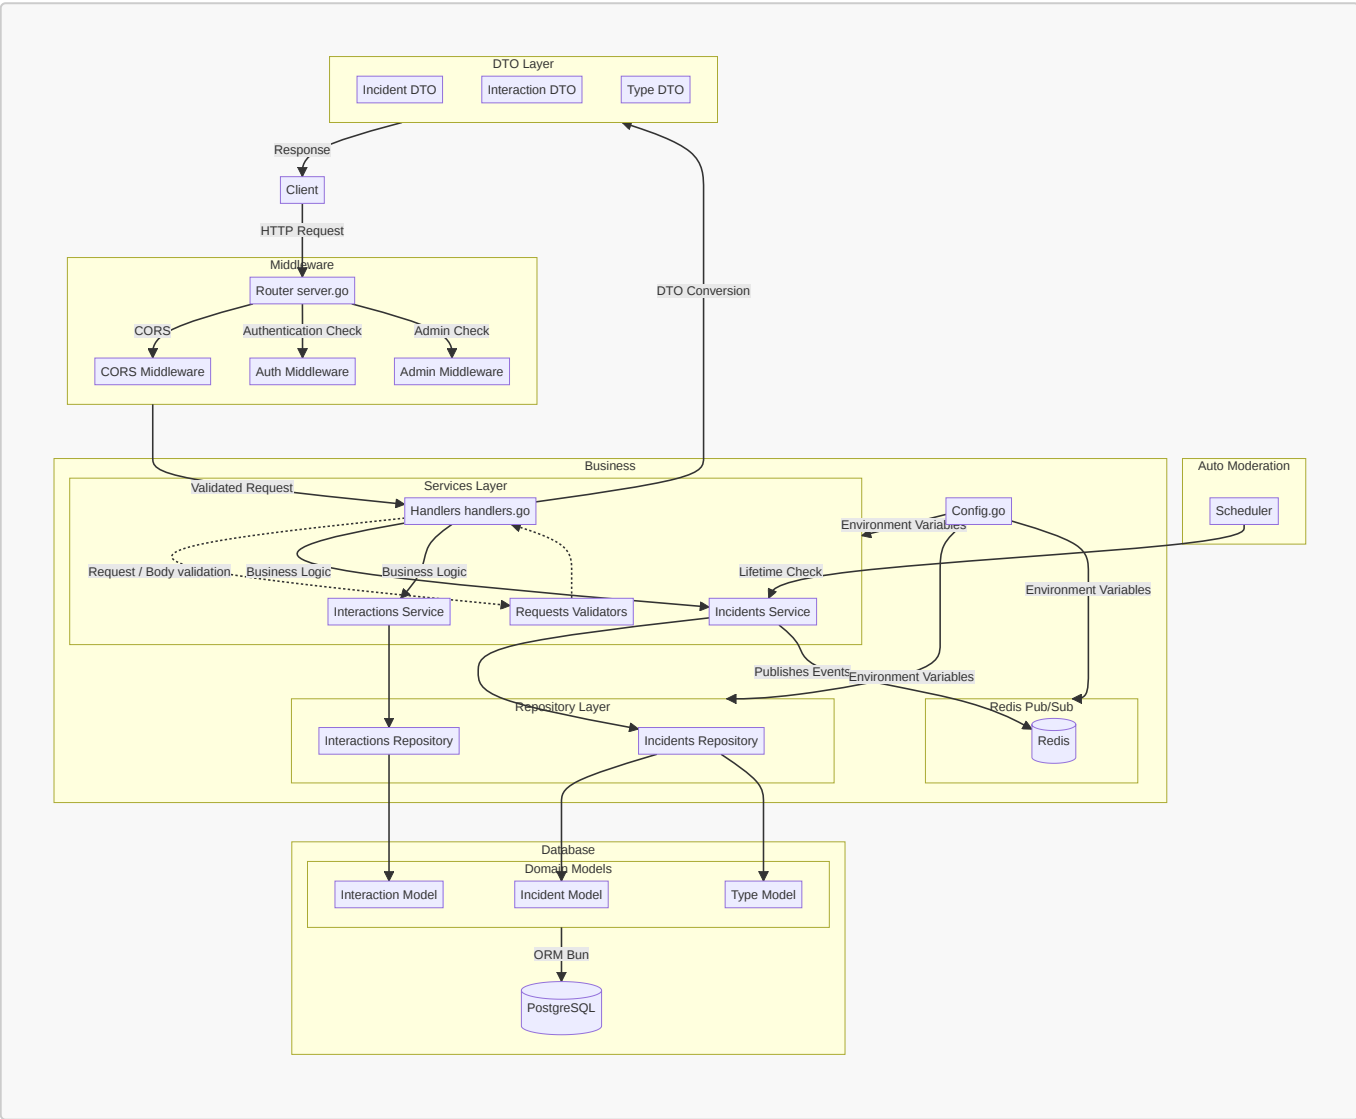 DTO Layer
Incident DTO
Interaction DTO
Type DTO
Response
Client
HTTP Request
Middleware
Router server.go
DTO Conversion
CORS
Authentication Check
Admin Check
CORS Middleware
Auth Middleware
Admin Middleware
Business
Auto Moderation
Services Layer
Validated Request
Handlers handlers.go
Config.go
Scheduler
Environment Variables
Request / Body validation
Business Logic
Business Logic
Lifetime Check
Environment Variables
Interactions Service
Requests Validators
Incidents Service
Publishes Events
Environment Variables
Repository Layer
Redis Pub/Sub
Interactions Repository
Incidents Repository
Redis
Database
Domain Models
Interaction Model
Incident Model
Type Model
ORM Bun
PostgreSQL